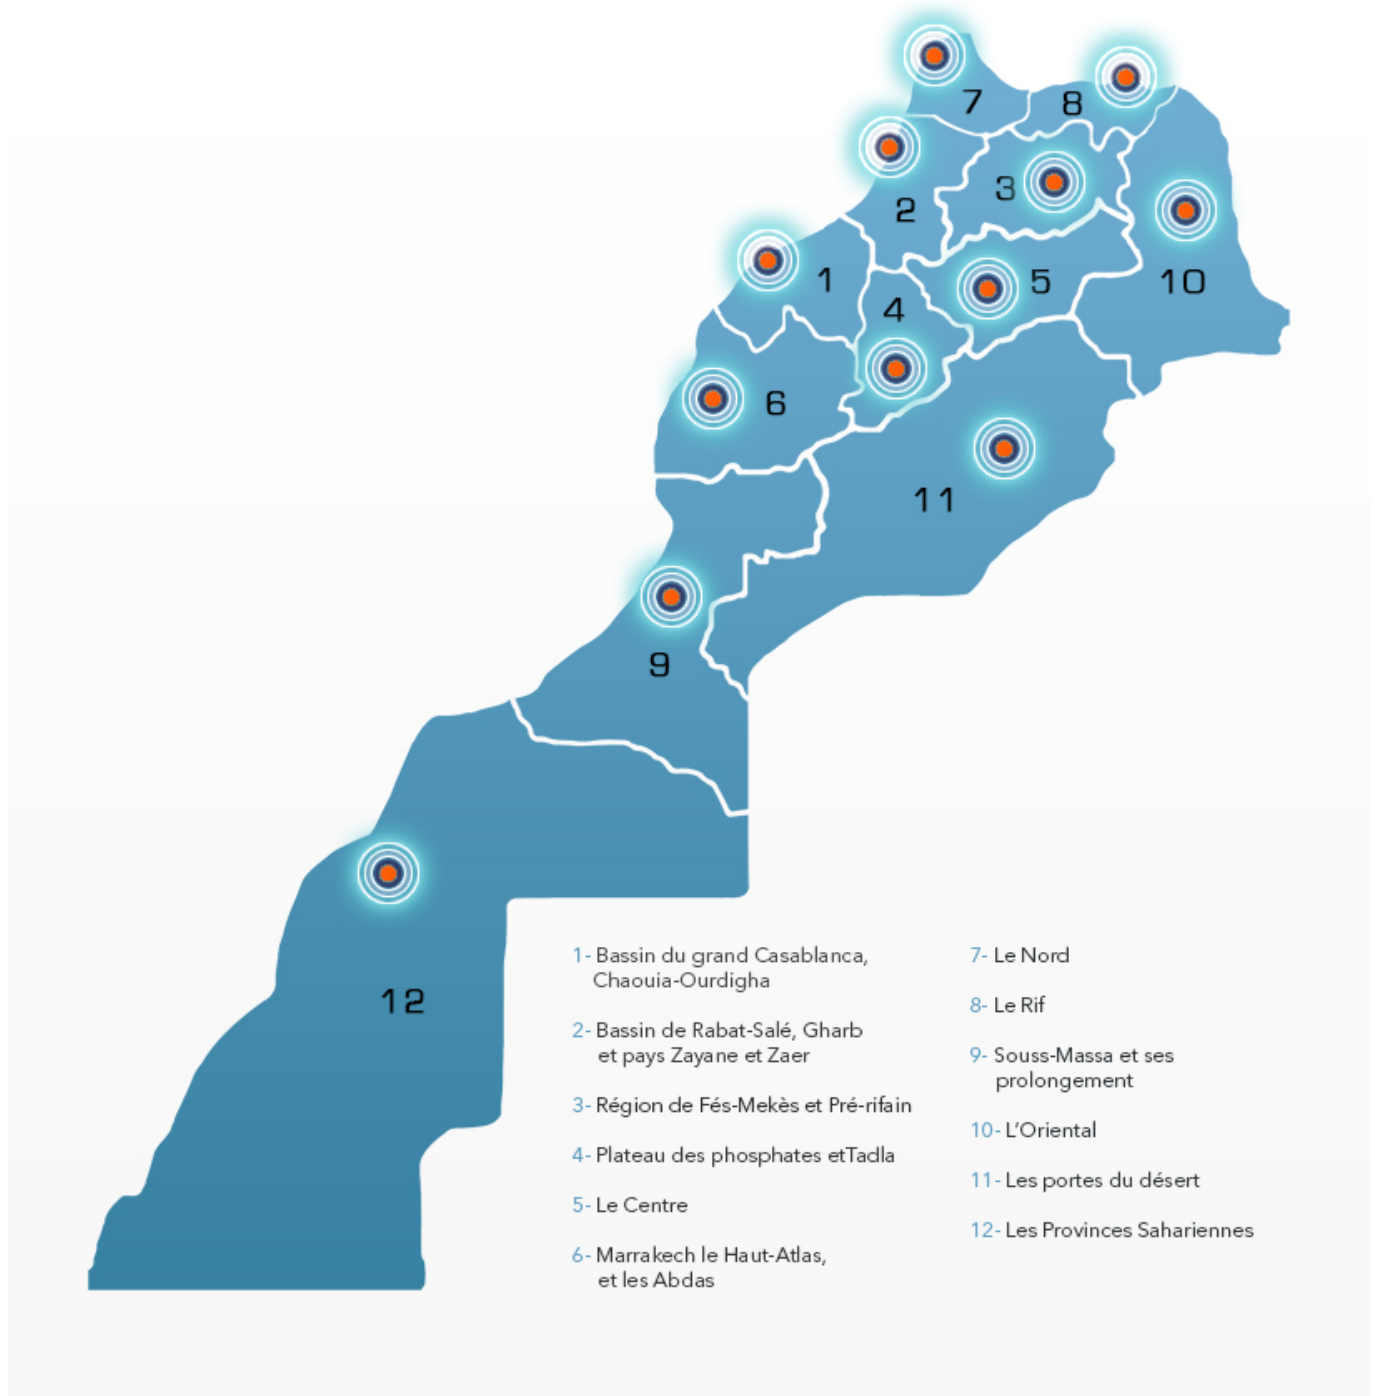 7
8
3
2
1
5
10
4
6
11
9
12
1- Bassin du grand Casablanca,
Chaouia-Ourdigha
2- Bassin de Rabat-Salé, Gharb
et pays Zayane et Zaer
3- Région de Fés-Mekès et Pré-rifain
4- Plateau des phosphates etTadla
5- Le Centre
6- Marrakech le Haut-Atlas,
et les Abdas
7- Le Nord
8- Le Rif
9- Souss-Massa et ses
prolongement
10- L'Oriental
11- Les portes du désert
12- Les Provinces Sahariennes